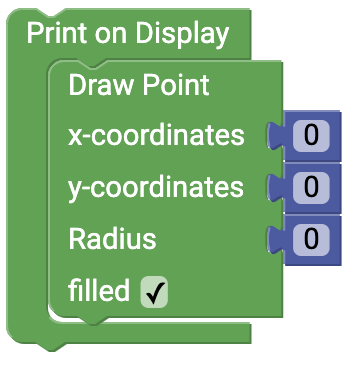 Print on Display
Draw Point
x-coordinates 0
y-coordinates 0
Radius 0
filled ✓